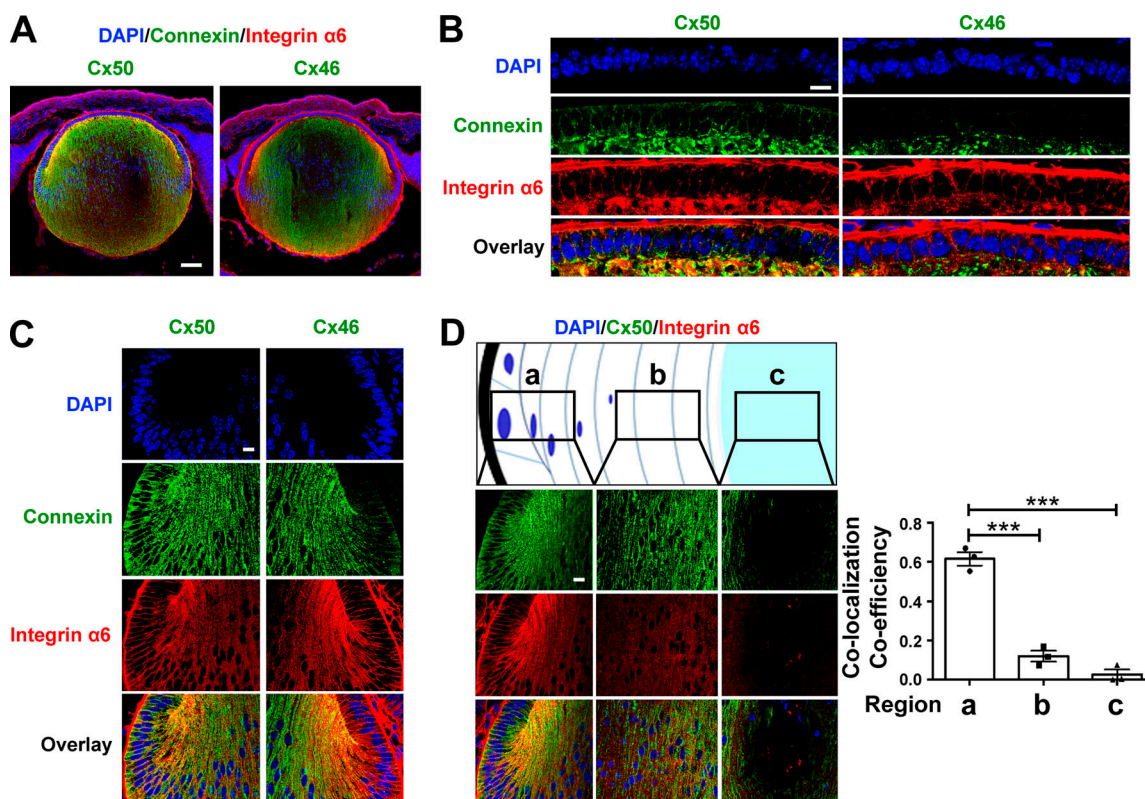 A
DAPI/Connexin/Integrin α6
Cx50 Cx46
B
Cx50 Cx46
DAPI
Connexin
Integrin α6
Overlay
C
Cx50 Cx46
DAPI
Connexin
Integrin α6
Overlay
D
DAPI/Cx50/Integrin α6
a b c
Co-localization
Co-efficiency
0.8
0.6
0.4
0.2
0.0
***
***
Region a b c